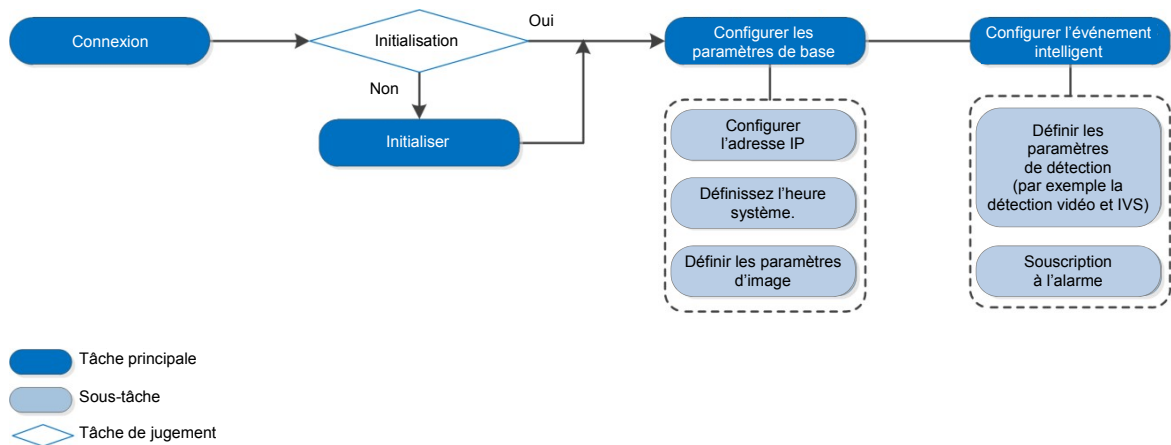 Connexion
Initialisation
Oui
Non
Initialiser
Configurer les
paramètres de base
Configurer
l'adresse IP
Définissez l'heure
système.
Définir les paramètres
d'image
Configurer l'événement
intelligent
Définir les
paramètres
de détection
(par exemple la
détection vidéo et IVS)
Souscription
à l'alarme
Tâche principale
Sous-tâche
Tâche de jugement